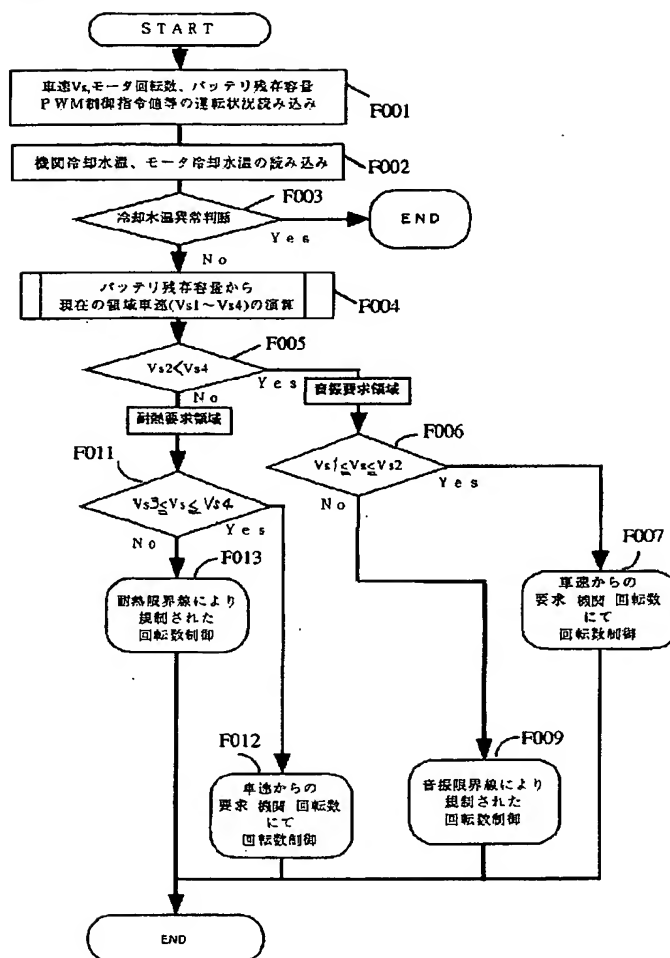 START
車速Vs,モータ回転数、バッテリ残存容量
PWM制御指令値等の運転状況読み込み
F001
機関冷却水温、モータ冷却水温の読み込み
F002
F003
冷却水温異常判断
Yes
END
No
バッテリ残存容量から
現在の領域車速(Vs1～Vs4)の演算
F004
F005
Vs2<Vs4
Yes
No
音振要求領域
耐熱要求領域
F006
F011
Vs1≦Vs≦Vs2
Yes
No
Vs3≦Vs≦Vs4
Yes
No
F007
F013
車速からの
要求 機関 回転数
にて
回転数制御
耐熱限界線により
規制された
回転数制御
F012
F009
車速からの
要求 機関 回転数
にて
回転数制御
音振限界線により
規制された
回転数制御
END